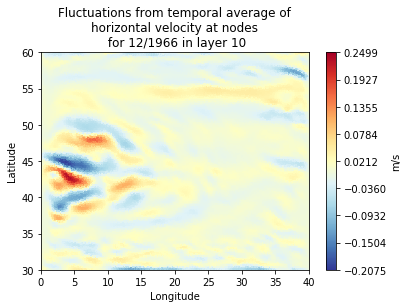 Fluctuations from temporal average of
horizontal velocity at nodes
for 12/1966 in layer 10
60
55
50
45
40
35
30
Latitude
0 5 10 15 20 25 30 35 40
Longitude
0.2499
0.1927
0.1355
0.0784
0.0212
−0.0360
−0.0932
−0.1504
−0.2075
m/s